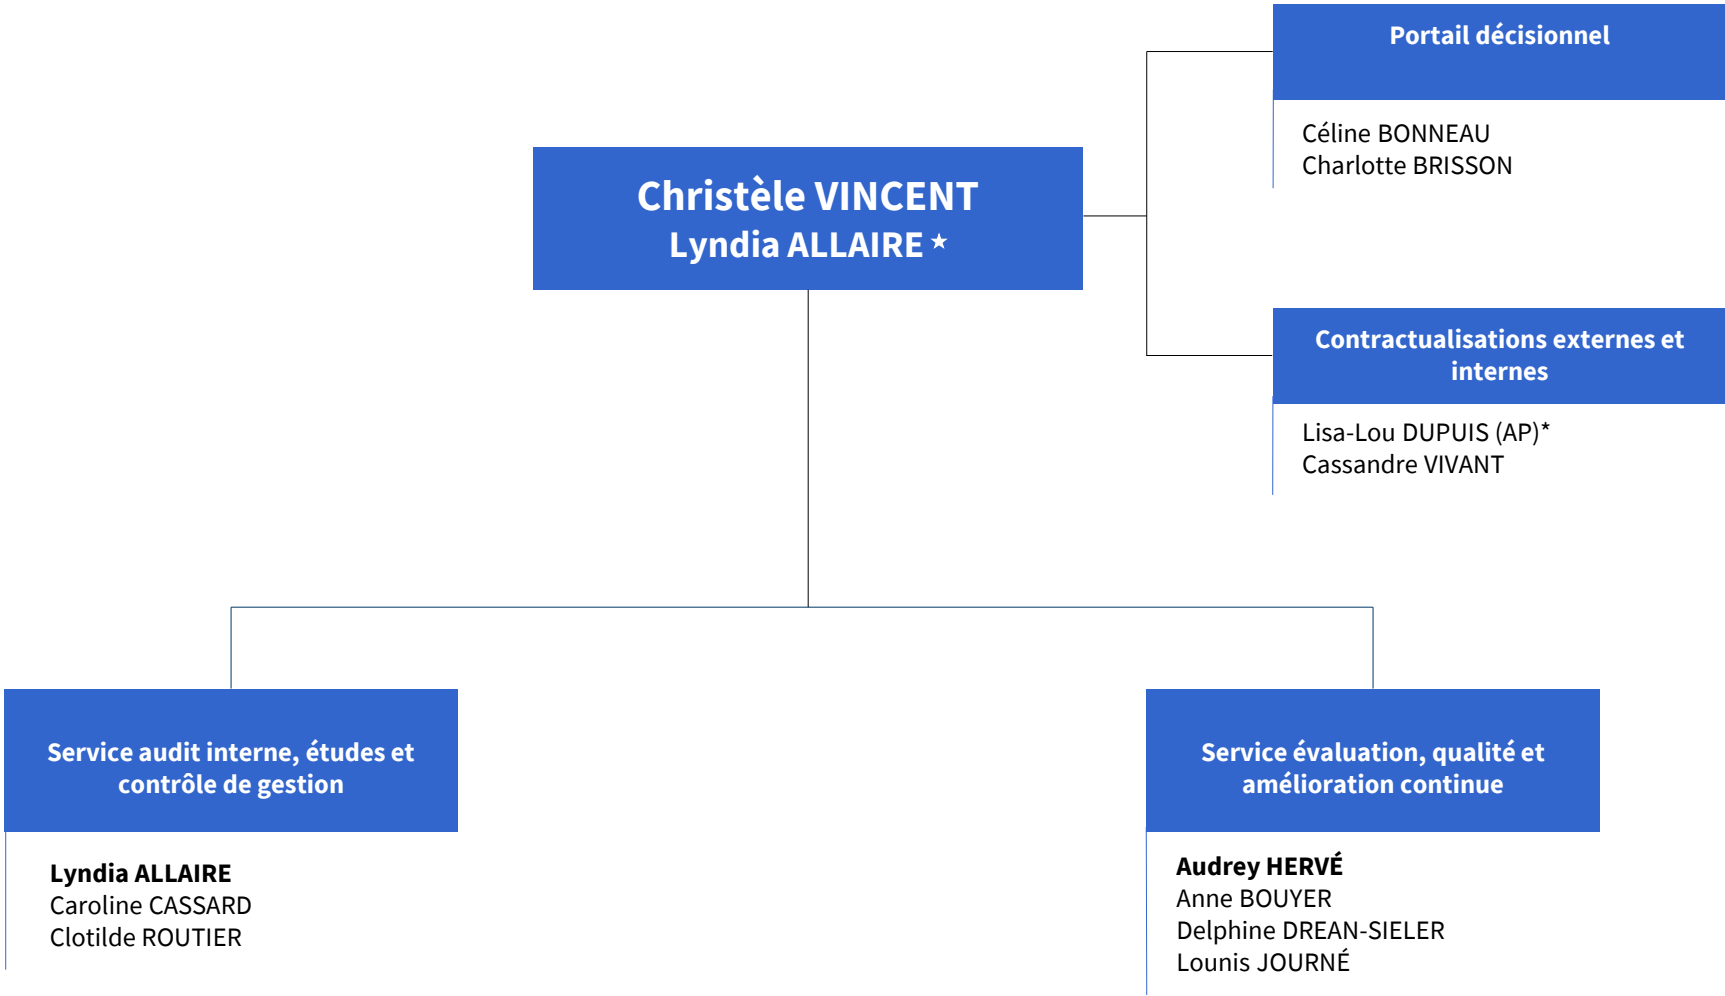 Portail décisionnel
Céline BONNEAU
Charlotte BRISSON
Christèle VINCENT
Lyndia ALLAIRE ★
Contractualisations externes et
internes
Lisa-Lou DUPUIS (AP)*
Cassandre VIVANT
Service audit interne, études et
contrôle de gestion
Lyndia ALLAIRE
Caroline CASSARD
Clotilde ROUTIER
Service évaluation, qualité et
amélioration continue
Audrey HERVÉ
Anne BOUYER
Delphine DREAN-SIELER
Lounis JOURNÉ